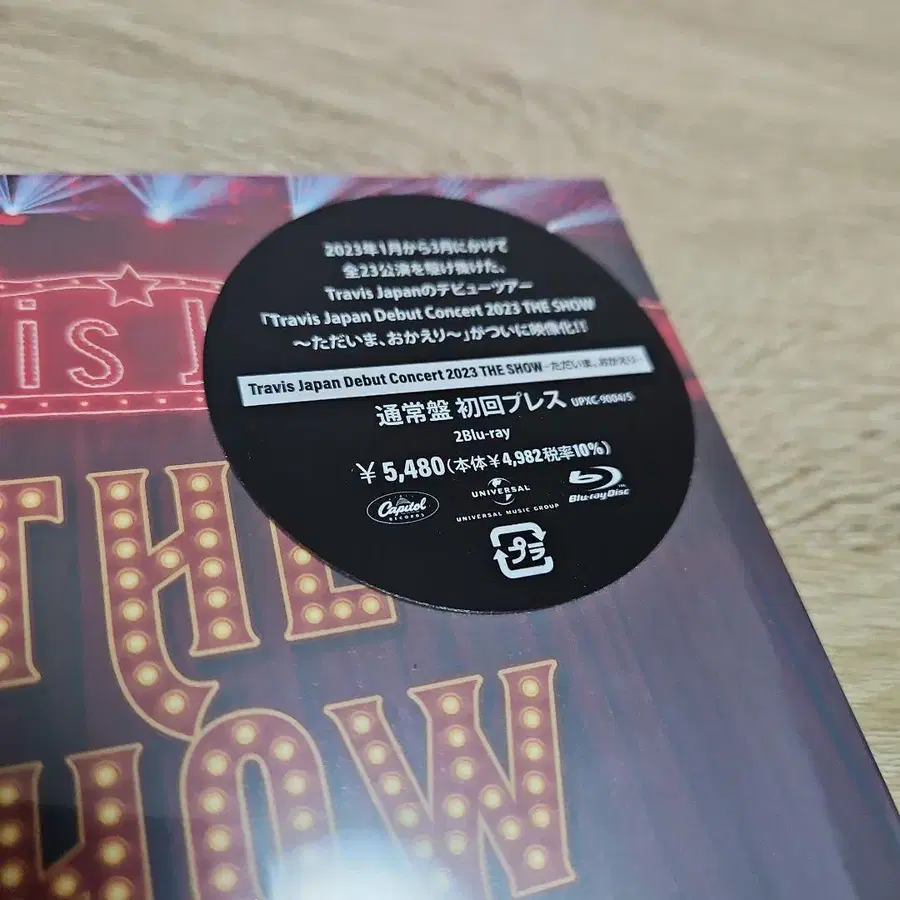 is J
THE
HOW
2023年1月から3月にかけて
全23公演を駆け抜けた、
Travis Japanのデビューツアー
「Travis Japan Debut Concert 2023 THE SHOW
～ただいま、おかえり～」がついに映像化!!
Travis Japan Debut Concert 2023 THE SHOW～ただいま、おかえり～
通常盤 初回プレス UPXC-9004/5
2Blu-ray
¥ 5,480(本体¥4,982税率10%)
Capitol
RECORDS
UNIVERSAL
UNIVERSAL MUSIC GROUP
Blu-ray Disc
プラ